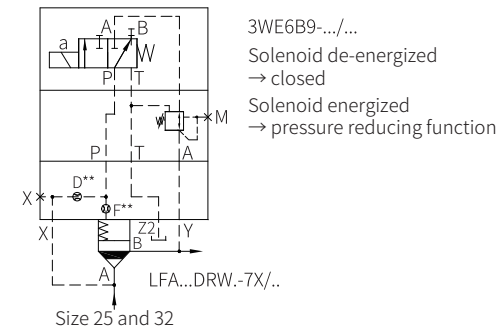 A
B
3WE6B9-.../...
a
Solenoid de-energized
→ closed
P
T
Solenoid energized
→ pressure reducing function
M
P
T
A
D**
X
F**
X
Z2
Y
B
A
LFA...DRW.-7X/..
Size 25 and 32